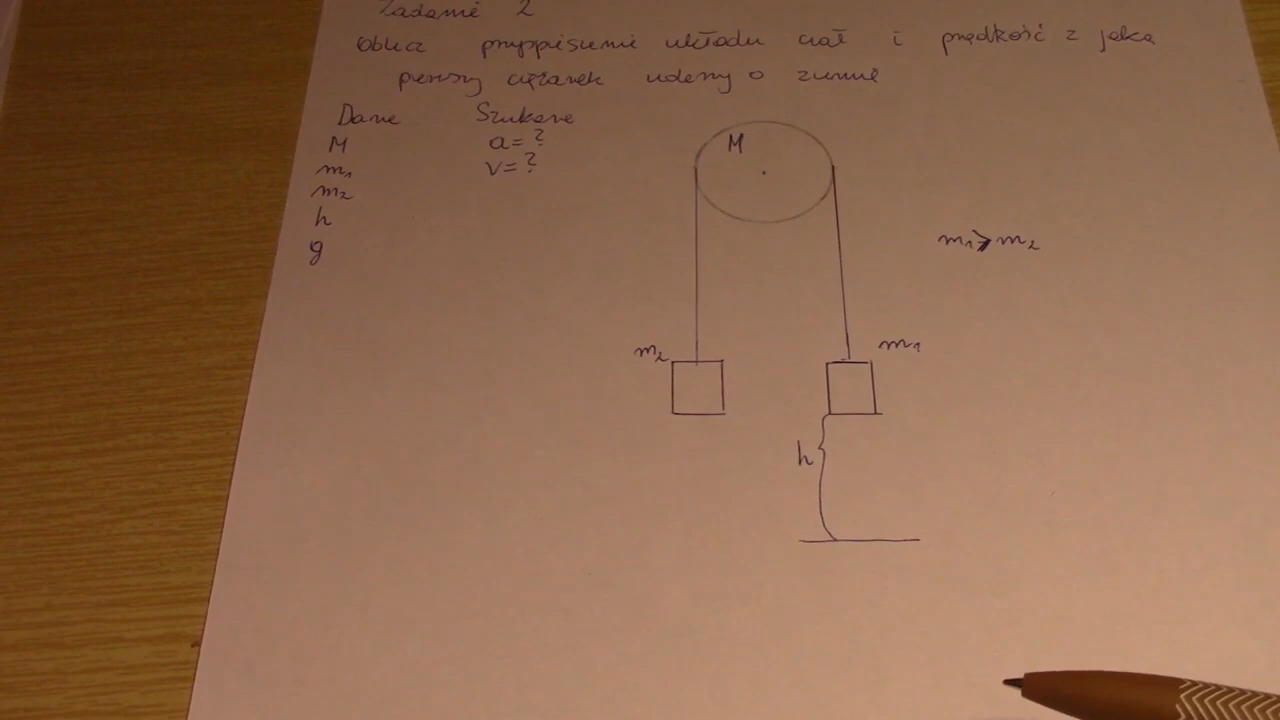 Zadanie 2
Oblicz przyspieszenie układu ciał i prędkość z jaką
pierwszy ciężarek uderzy o ziemię
Dane Szukane
M a=?
m₁ v=?
m₂
h
g
M
m₁>m₂
m₂ m₁
h